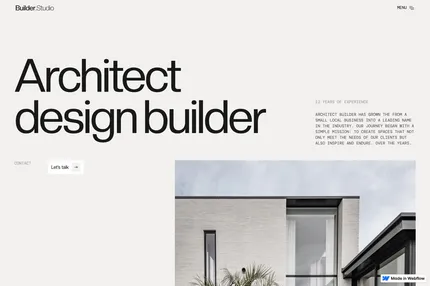 Builder.Studio
MENU
Architect
design builder
12 YEARS OF EXPERIENCE
ARCHITECT BUILDER HAS GROWN THE FROM A
SMALL LOCAL BUSINESS INTO A LEADING NAME
IN THE INDUSTRY. OUR JOURNEY BEGAN WITH A
SIMPLE MISSION: TO CREATE SPACES THAT NOT
ONLY MEET THE NEEDS OF OUR CLIENTS BUT
ALSO INSPIRE AND ENDURE. OVER THE YEARS,
CONTACT
Let's talk
Made in Webflow